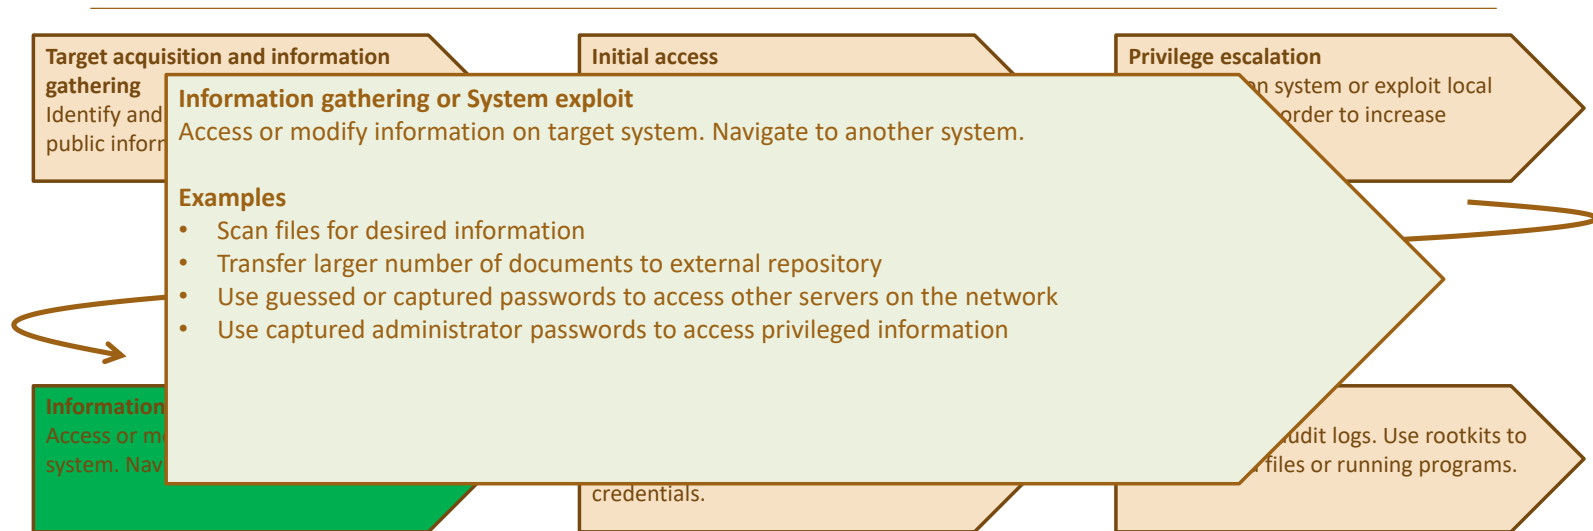 Target acquisition and information
gathering
Identify and
public
Initial access
Privilege escalation
system or exploit local
order to increase
Information gathering or System exploit
Access or modify information on target system. Navigate to another system.
Examples
• Scan files for desired information
• Transfer larger number of documents to external repository
• Use guessed or captured passwords to access other servers on the network
• Use captured administrator passwords to access privileged information
Information
Access or
system.
credentials.
logs. Use rootkits to
files or running programs.